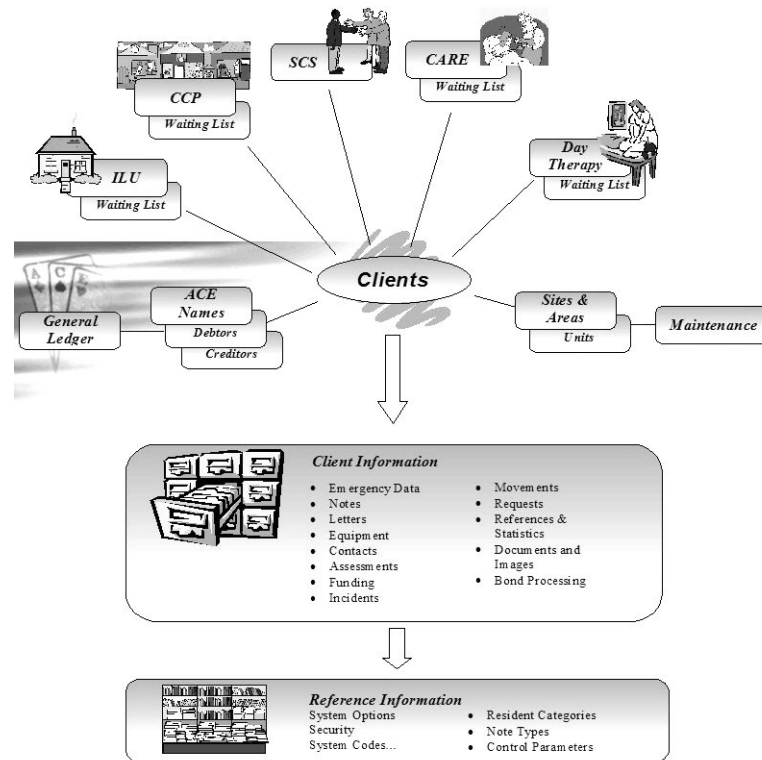 SCS
CARE
Waiting List
CCP
Waiting List
Day
Therapy
Waiting List
ILU
Waiting List
Clients
A C E
ACE
Names
Debtors
Creditors
General
Ledger
Sites &
Areas
Units
Maintenance
Client Information
• Emergency Data
• Notes
• Letters
• Equipment
• Contacts
• Assessments
• Funding
• Incidents
• Movements
• Requests
• References &
Statistics
• Documents and
Images
• Bond Processing
Reference Information
System Options
Security
System Codes...
• Resident Categories
• Note Types
• Control Parameters